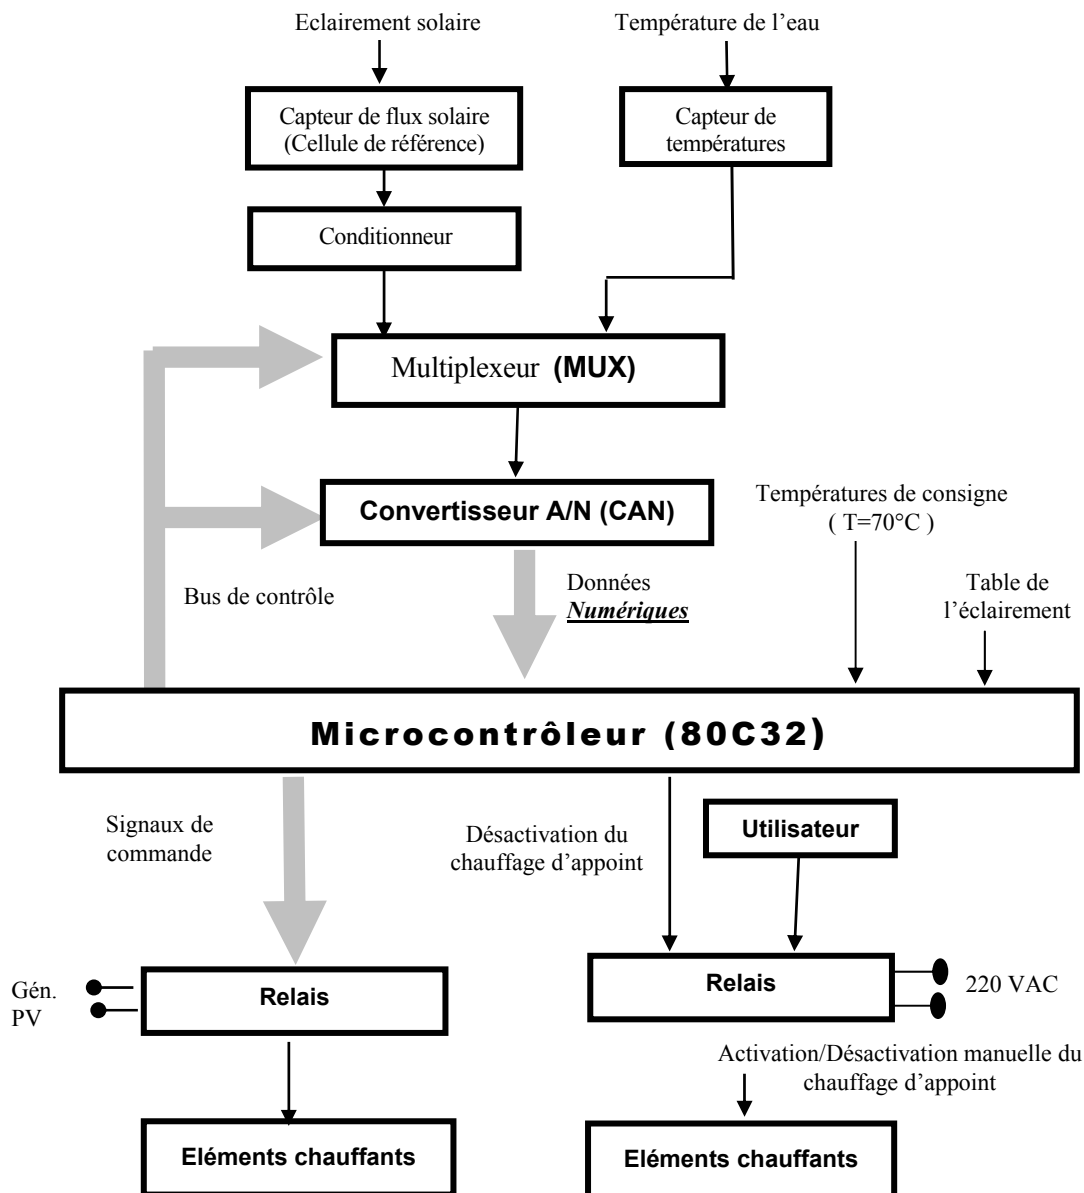 Eclairement solaire
Température de l'eau
Capteur de flux solaire
(Cellule de référence)
Capteur de
températures
Conditionneur
Multiplexeur (MUX)
Convertisseur A/N (CAN)
Températures de consigne
( T=70°C )
Données
Numériques
Table de
l'éclairement
Bus de contrôle
Microcontrôleur (80C32)
Signaux de
commande
Désactivation du
chauffage d'appoint
Utilisateur
Gén.
PV
Relais
Relais
220 VAC
Activation/Désactivation manuelle du
chauffage d'appoint
Eléments chauffants
Eléments chauffants